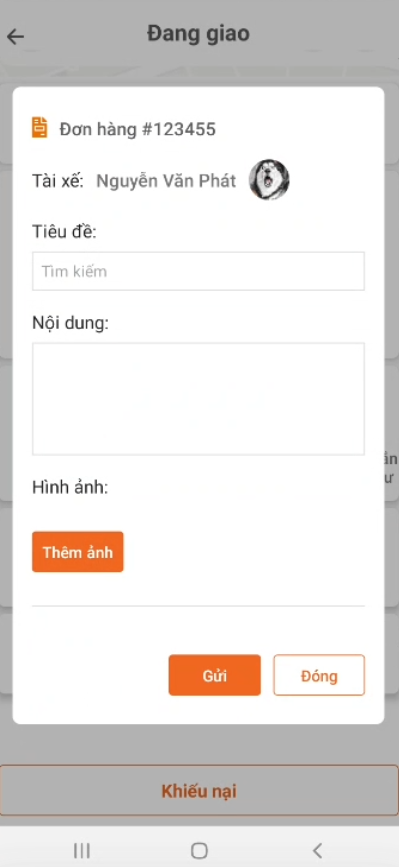 Đang giao
Đơn hàng #123455
Tài xế: Nguyễn Văn Phát
Tiêu đề:
Tìm kiếm
Nội dung:
Hình ảnh:
Thêm ảnh
Gửi Đóng
Khiếu nại